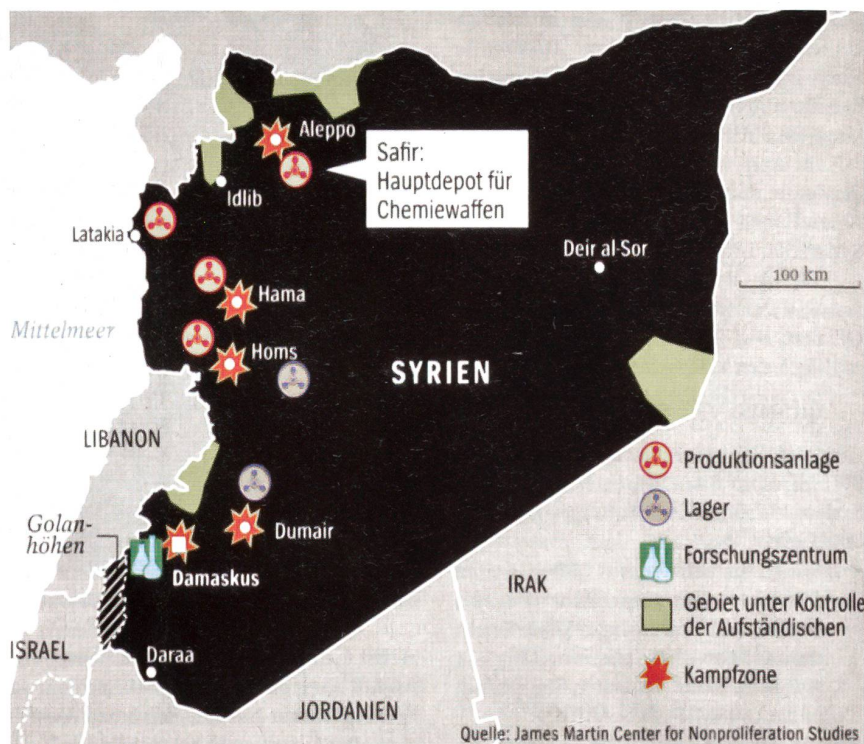 Aleppo
Safir:
Hauptdepot für
Chemiewaffen
Idlib
Latakia
Deir al-Sor
100 km
Hama
Mittelmeer
Homs
SYRIEN
LIBANON
Produktionsanlage
Lager
Golan-
höhen
Dumair
Forschungszentrum
Damaskus
IRAK
Gebiet unter Kontrolle
der Aufständischen
ISRAEL
Daraa
Kampfzone
JORDANIEN
Quelle: James Martin Center for Nonproliferation Studies